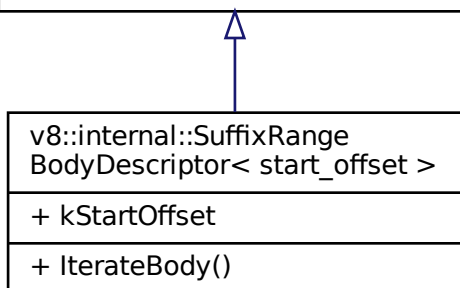 v8::internal::SuffixRange
BodyDescriptor< start_offset >
+ kStartOffset
+ IterateBody()